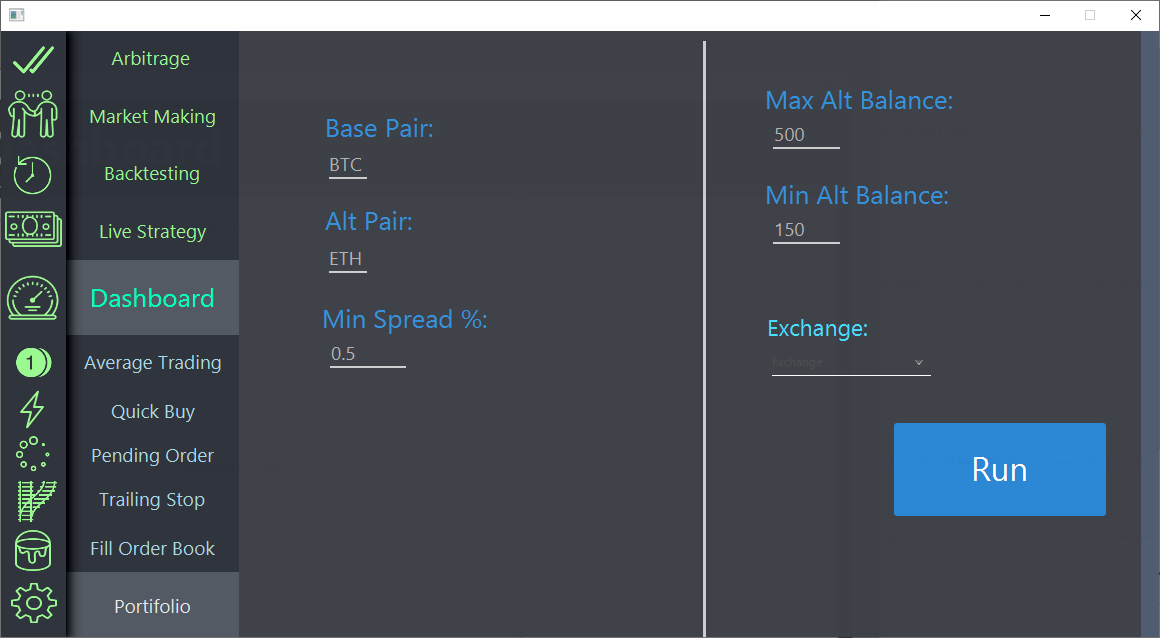 Arbitrage
Market Making
Backtesting
Live Strategy
Dashboard
1
Average Trading
Quick Buy
Pending Order
Trailing Stop
Fill Order Book
Portifolio
Base Pair:
BTC
Alt Pair:
ETH
Min Spread %:
0.5
Max Alt Balance:
500
Min Alt Balance:
150
Exchange:
Exchange
Run